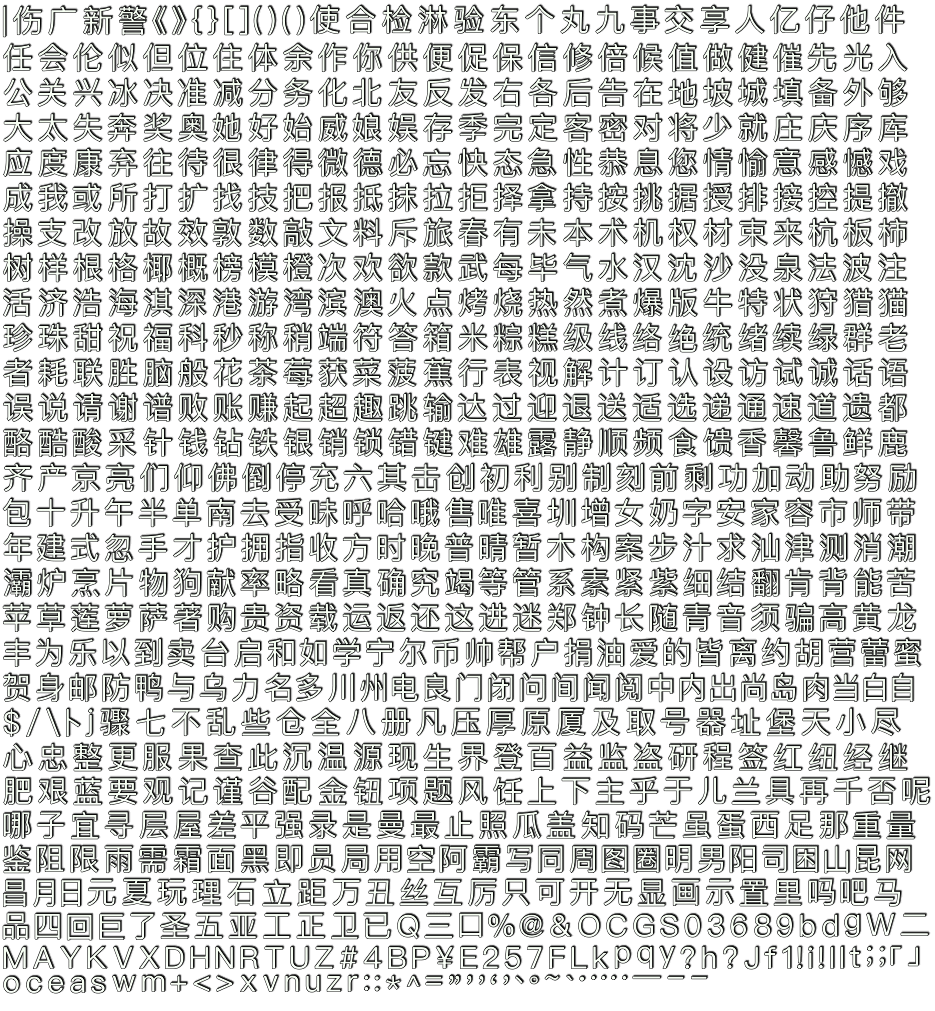 |伤广新警《》{}[]()()使合检淋验东个丸九事交享人亿仔他件
任会伦似但位住体余作你供便促保信修倍候值做健催先光入
公关兴冰决准减分务化北友反发右各后告在地坡城填备外够
大太失奔奖奥她好始威娘娱存季完定客密对将少就庄庆序库
应度康弃往待很律得微德必忘快态急性恭息您情愉意感憾戏
成我或所打扩找技把报抵抹拉拒择拿持按挑据授排接控提撤
操支改放故效敦数敲文料斥旅春有未本术机权材束来杭板柿
树样根格椰概榜模橙次欢欲款武每毕气水汉沈沙没泉法波注
活济浩海淇深港游湾滨澳火点烤烧热然煮爆版牛特状狩猎猫
珍珠甜祝福科秒称稍端符答箱米粽糕级线络绝统绪续绿群老
者耗联胜脑般花茶莓获菜菠蕉行表视解计订认设访试诚话语
误说请谢谱败账赚起超趣跳输达过迎退送适选递通速道遗都
酪酷酸采针钱钻铁银销锁错键难雄露静顺频食馈香馨鲁鲜鹿
齐产京亮们仰佛倒停充六其击创初利别制刻前剩功加动助努励
包十升午半单南去受味呼哈哦售唯喜圳增女奶字安家容市师带
年建式忽手才护拥指收方时晚普晴暂木构案步汁求汕津测消潮
灞炉烹片物狗献率略看真确究竭等管系素紧紫细结翻肯背能苦
苹草莲萝萨著购贵资载运返还这进迷郑钟长随青音须骗高黄龙
丰为乐以到卖台启和如学宁尔币帅帮户捐油爱的皆离约胡营蕾蜜
贺身邮防鸭与乌力名多川州电良门闭问间闻阅中内出尚岛肉当白自
$/\卜j骤七不乱些仓全八册凡压厚原厦及取号器址堡天小尽
心忠整更服果查此沉温源现生界登百益监盗研程签红纽经继
肥艰蓝要观记谨谷配金钮项题风饪上下主乎于儿兰具再千否呢
哪子宜寻层屋差平强录是曼最止照瓜盖知码芒虽蛋西足那重量
鉴阻限雨需霜面黑即员局用空阿霸写同周图圈明男阳司困山昆网
昌月日元夏玩理石立距万丑丝互厉只可开无显画示置里吗吧马
品四回巨了圣五亚工正卫已Q三口%@&OCGS03689bdgW二
MAYKVXDHNRTUZ#4BP¥E257FLkpqy?h?Jf1!i!llt;;「」
oceaswm+<>xvnuzr::*^=”’,‘,、°~`·.…—一－-